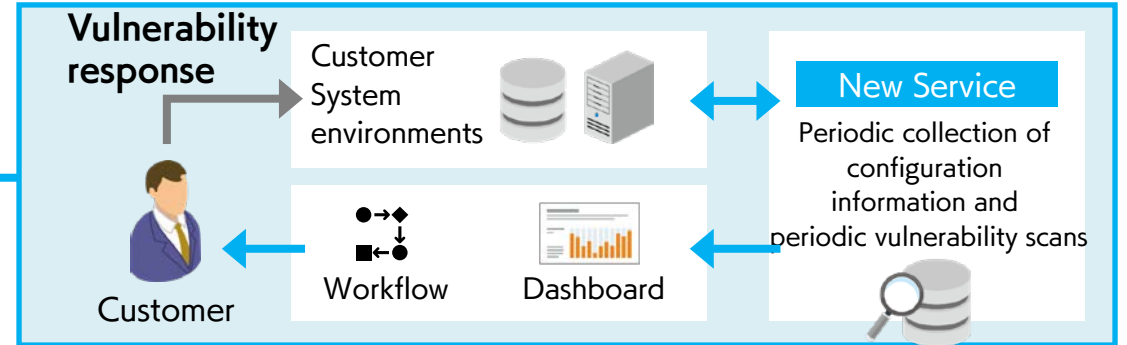 Vulnerability
response
Customer
System
environments
New Service
Periodic collection of
configuration
information and
periodic vulnerability scans
Workflow
Dashboard
Customer